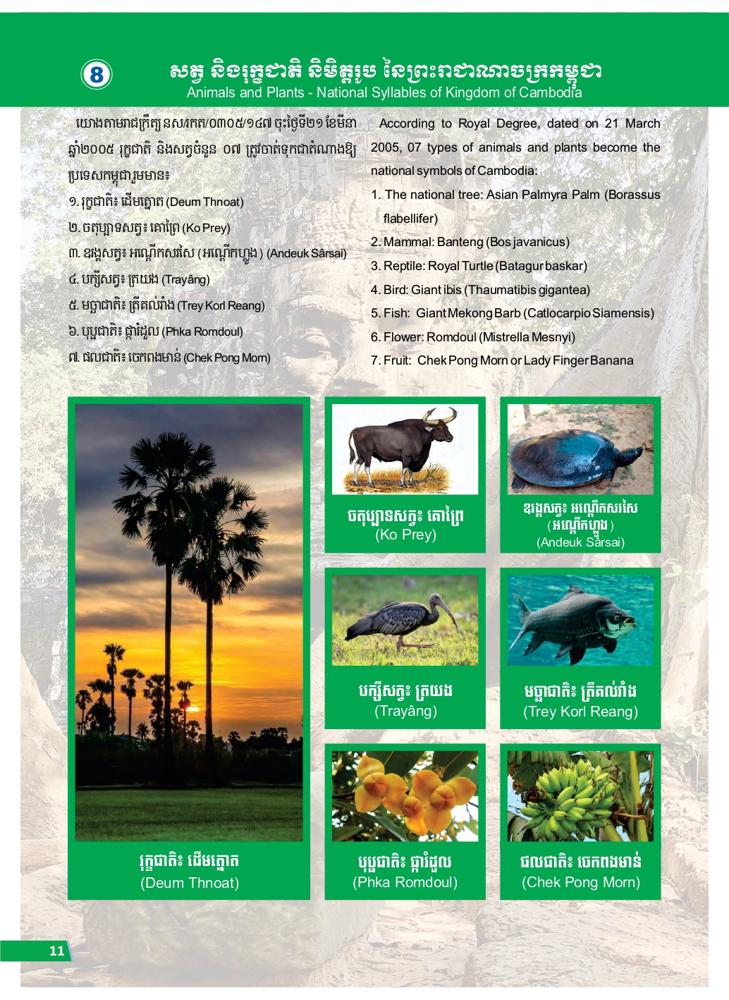 8
សត្វ និងរុក្ខជាតិ និមិត្តរូប នៃព្រះរាជាណាចក្រកម្ពុជា
Animals and Plants - National Syllables of Kingdom of Cambodia
យោងតាមរាជក្រឹត្យ នស/រកត/០៣០៥/១៤៧ ចុះថ្ងៃទី២១ ខែមីនា
ឆ្នាំ២០០៥ រុក្ខជាតិ និងសត្វចំនួន ០៧ ត្រូវចាត់ទុកជាតំណាងឱ្យ
ប្រទេសកម្ពុជារួមមាន៖
១. រុក្ខជាតិ៖ ដើមត្នោត (Deum Thnoat)
២. ចតុប្បាទសត្វ៖ គោព្រៃ (Ko Prey)
៣. ឧរង្គសត្វ៖ អណ្តើកសរសៃ (អណ្តើកហ្លួង) (Andeuk Sârsai)
៤. បក្សីសត្វ៖ ត្រយង (Trayâng)
៥. មច្ឆាជាតិ៖ ត្រីគល់រាំង (Trey Korl Reang)
៦. បុប្ផជាតិ៖ ផ្ការំដួល (Phka Romdoul)
៧. ផលជាតិ៖ ចេកពងមាន់ (Chek Pong Morn)
According to Royal Degree, dated on 21 March
2005, 07 types of animals and plants become the
national symbols of Cambodia:
1. The national tree: Asian Palmyra Palm (Borassus
flabellifer)
2. Mammal: Banteng (Bos javanicus)
3. Reptile: Royal Turtle (Batagur baskar)
4. Bird: Giant ibis (Thaumatibis gigantea)
5. Fish: Giant Mekong Barb (Catlocarpio Siamensis)
6. Flower: Romdoul (Mistrella Mesnyi)
7. Fruit: Chek Pong Morn or Lady Finger Banana
ចតុប្បាទសត្វ៖ គោព្រៃ
(Ko Prey)
ឧរង្គសត្វ៖ អណ្តើកសរសៃ
(អណ្តើកហ្លួង)
(Andeuk Sârsai)
បក្សីសត្វ៖ ត្រយង
(Trayâng)
មច្ឆាជាតិ៖ ត្រីគល់រាំង
(Trey Korl Reang)
រុក្ខជាតិ៖ ដើមត្នោត
(Deum Thnoat)
បុប្ផជាតិ៖ ផ្ការំដួល
(Phka Romdoul)
ផលជាតិ៖ ចេកពងមាន់
(Chek Pong Morn)
11